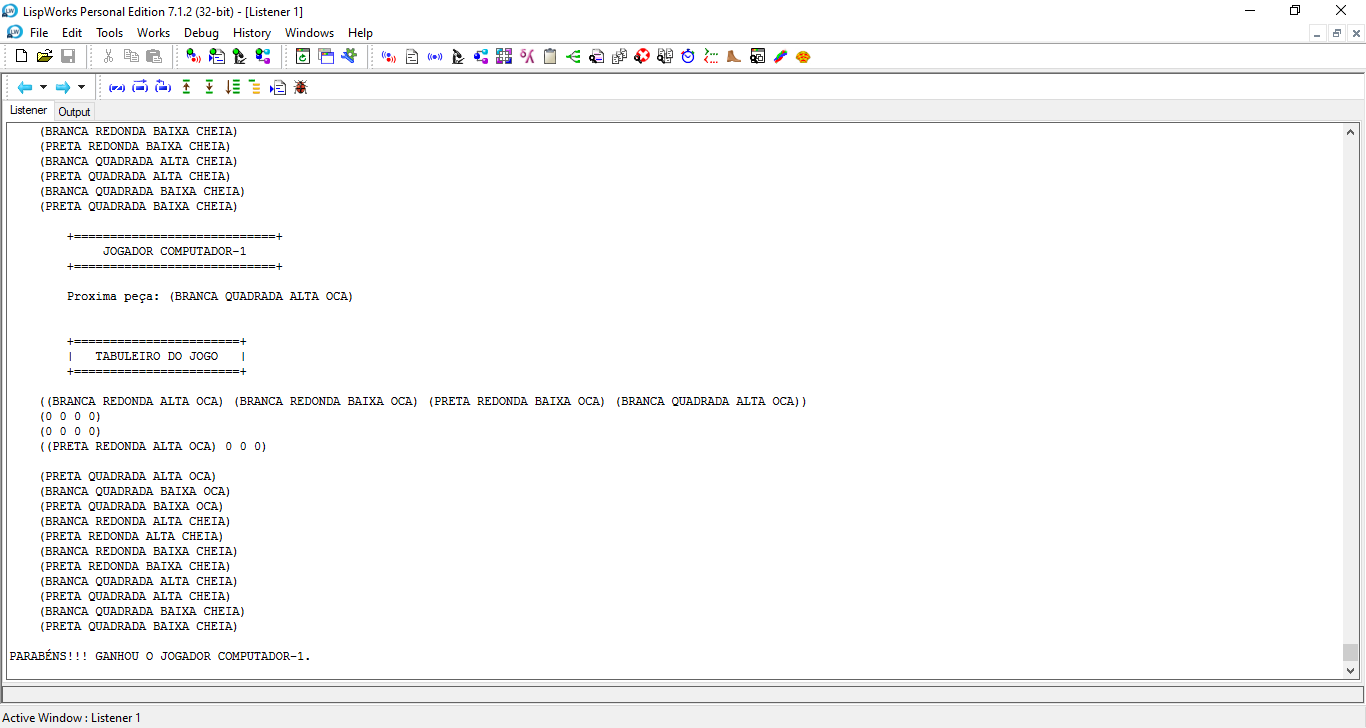 LispWorks Personal Edition 7.1.2 (32-bit) - [Listener 1]
File Edit Tools Works Debug History Windows Help
Listener Output
(BRANCA REDONDA BAIXA CHEIA)
(PRETA REDONDA BAIXA CHEIA)
(BRANCA QUADRADA ALTA CHEIA)
(PRETA QUADRADA ALTA CHEIA)
(BRANCA QUADRADA BAIXA CHEIA)
(PRETA QUADRADA BAIXA CHEIA)
+============================+
JOGADOR COMPUTADOR-1
+============================+
Proxima peça: (BRANCA QUADRADA ALTA OCA)
+=======================+
| TABULEIRO DO JOGO |
+=======================+
((BRANCA REDONDA ALTA OCA) (BRANCA REDONDA BAIXA OCA) (PRETA REDONDA BAIXA OCA) (BRANCA QUADRADA ALTA OCA))
(0 0 0 0)
(0 0 0 0)
((PRETA REDONDA ALTA OCA) 0 0 0)
(PRETA QUADRADA ALTA OCA)
(BRANCA QUADRADA BAIXA OCA)
(PRETA QUADRADA BAIXA OCA)
(BRANCA REDONDA ALTA CHEIA)
(PRETA REDONDA ALTA CHEIA)
(BRANCA REDONDA BAIXA CHEIA)
(PRETA REDONDA BAIXA CHEIA)
(BRANCA QUADRADA ALTA CHEIA)
(PRETA QUADRADA ALTA CHEIA)
(BRANCA QUADRADA BAIXA CHEIA)
(PRETA QUADRADA BAIXA CHEIA)
PARABÉNS!!! GANHOU O JOGADOR COMPUTADOR-1.
Active Window : Listener 1